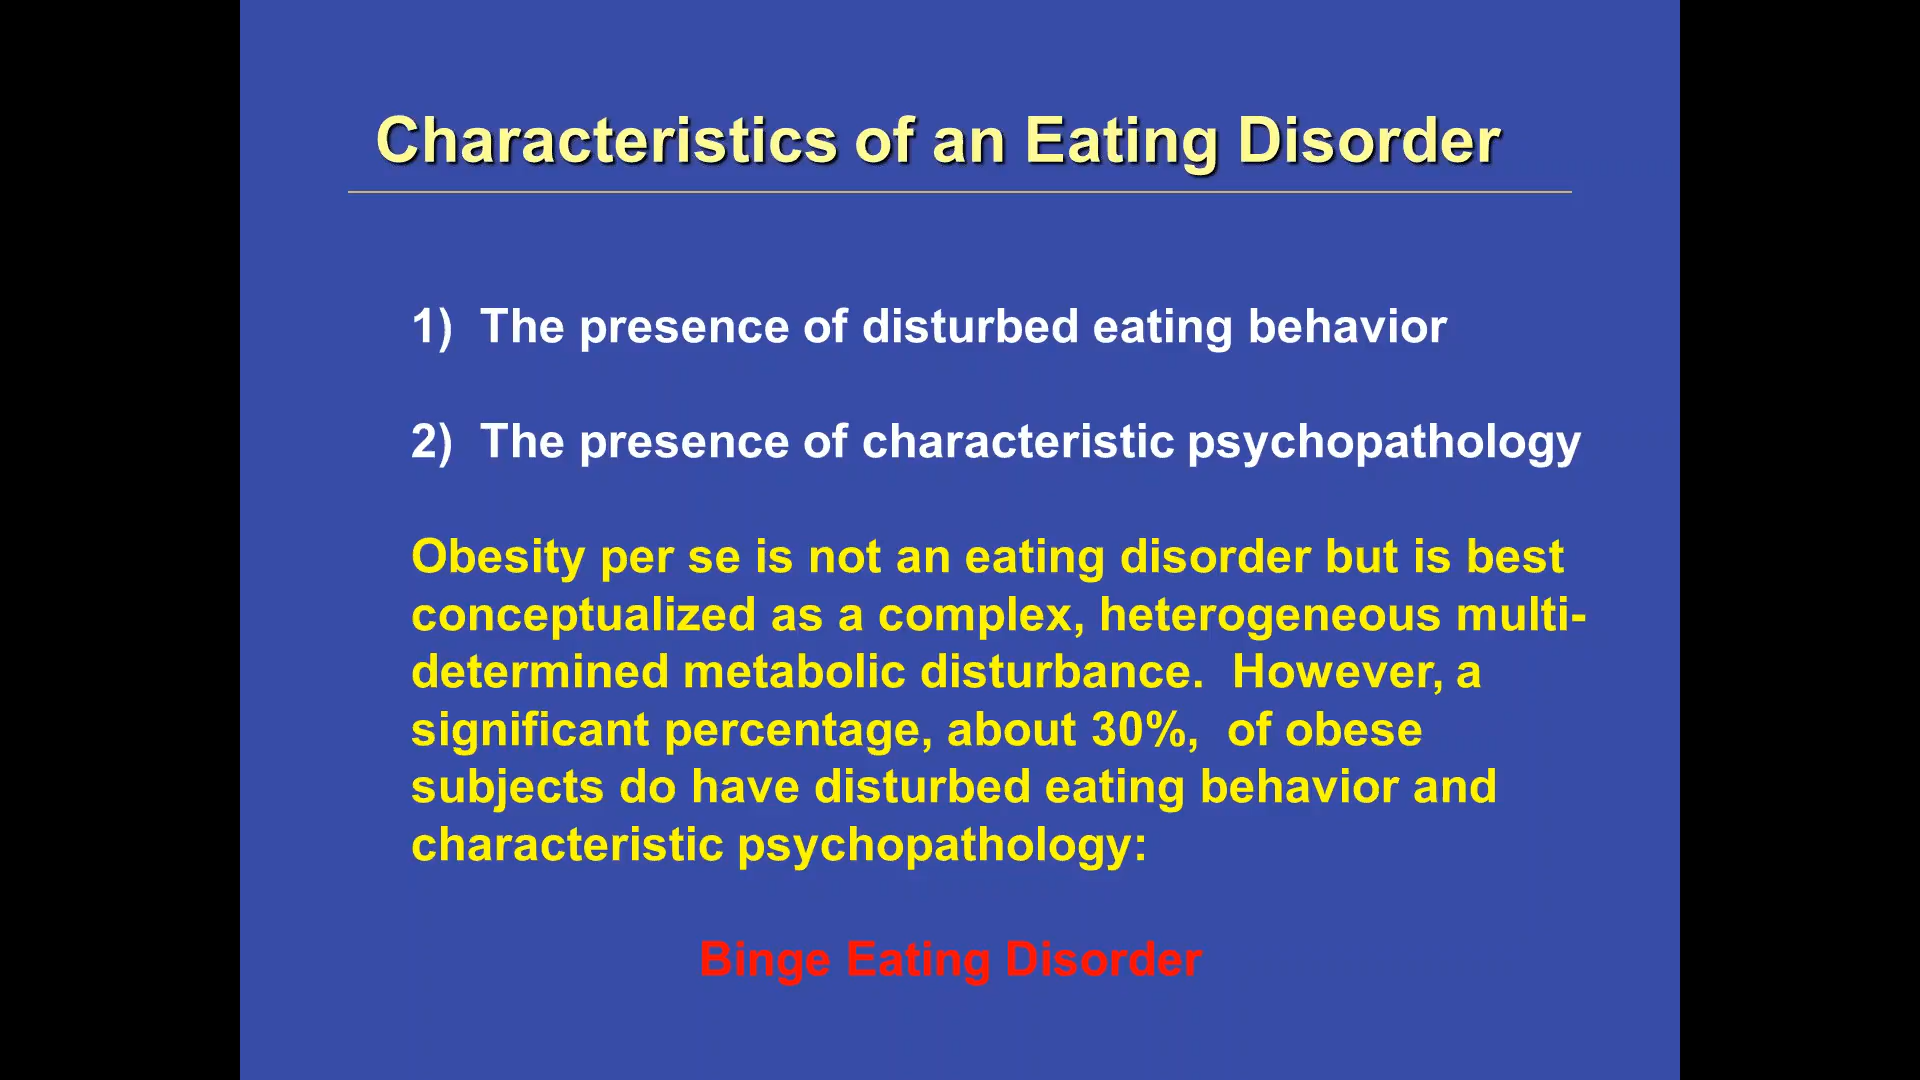 Characteristics of an Eating Disorder
1) The presence of disturbed eating behavior
2) The presence of characteristic psychopathology
Obesity per se is not an eating disorder but is best
conceptualized as a complex, heterogeneous multi-
determined metabolic disturbance. However, a
significant percentage, about 30%, of obese
subjects do have disturbed eating behavior and
characteristic psychopathology:
Binge Eating Disorder